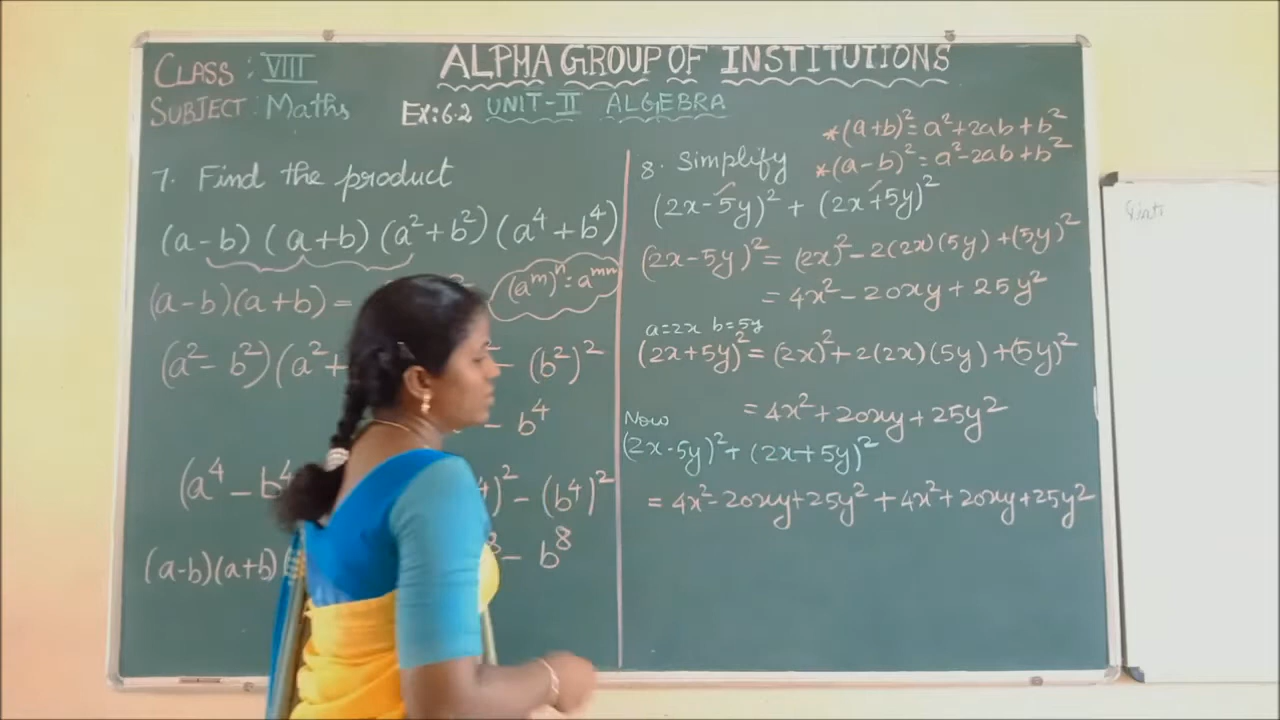 ALPHA GROUP OF INSTITUTIONS
CLASS : VIII
SUBJECT : Maths
Ex:6.2 UNIT-II ALGEBRA
7. Find the product
(a-b) (a+b) (a²+b²) (a⁴+b⁴)
(a-b)(a+b) =
(aᵐ)ⁿ = aᵐⁿ
(a²-b²)(a²+ - (b²)²
- b⁴
(a⁴ - b⁴ )² - (b⁴)²
(a-b)(a+b)( ⁸ - b⁸
*(a+b)² = a²+2ab+b²
*(a-b)² = a²-2ab+b²
8. Simplify
(2x-5y)² + (2x+5y)²
(2x-5y)² = (2x)² - 2(2x)(5y) + (5y)²
= 4x² - 20xy + 25y²
a=2x b=5y
(2x+5y)² = (2x)² + 2(2x)(5y) + (5y)²
= 4x² + 20xy + 25y²
Now
(2x-5y)² + (2x+5y)²
= 4x² - 20xy + 25y² + 4x² + 20xy + 25y²